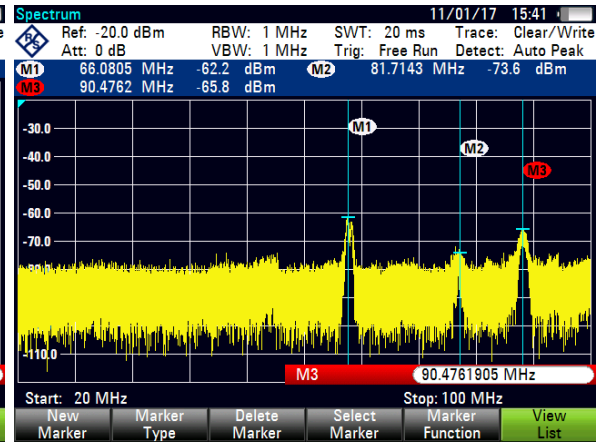 Spectrum 11/01/17 15:41
Ref: -20.0 dBm RBW: 1 MHz SWT: 20 ms Trace: Clear/Write
Att: 0 dB VBW: 1 MHz Trig: Free Run Detect: Auto Peak
M1 66.0805 MHz -62.2 dBm M2 81.7143 MHz -73.6 dBm
M3 90.4762 MHz -65.8 dBm
M1
-30.0
M2
-40.0
M3
-50.0
-60.0
-70.0
-110.0
M3 90.4761905 MHz
Start: 20 MHz Stop: 100 MHz
New Marker Delete Select Marker View
Marker Type Marker Marker Function List